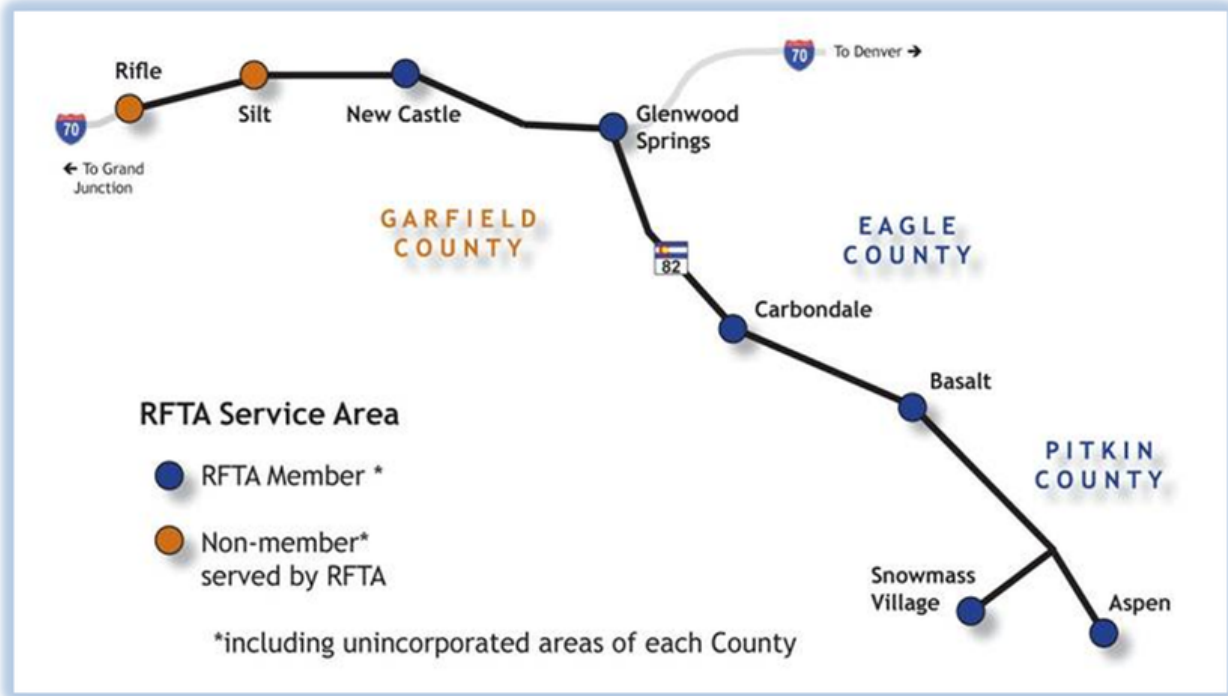 Rifle
70
← To Grand
Junction
Silt
New Castle
Glenwood
Springs
70
To Denver →
GARFIELD
COUNTY
EAGLE
COUNTY
82
Carbondale
Basalt
PITKIN
COUNTY
Snowmass
Village
Aspen
RFTA Service Area
RFTA Member *
Non-member*
served by RFTA
*including unincorporated areas of each County